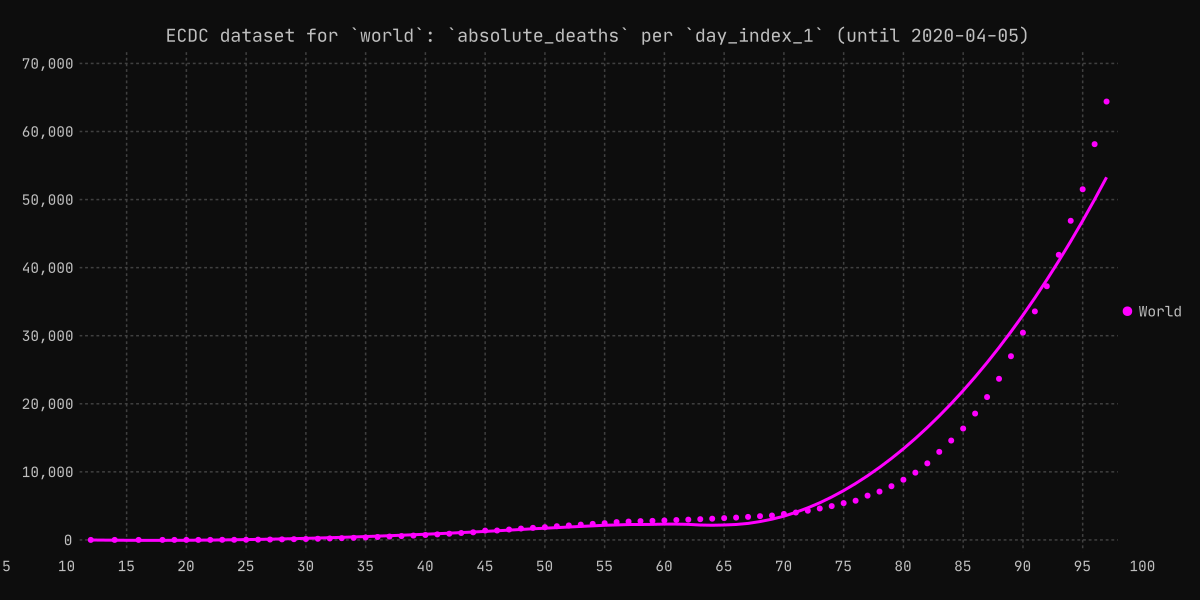 ECDC dataset for `world`: `absolute_deaths` per `day_index_1` (until 2020-04-05)
70,000
60,000
50,000
40,000
30,000
20,000
10,000
0
World
5 10 15 20 25 30 35 40 45 50 55 60 65 70 75 80 85 90 95 100